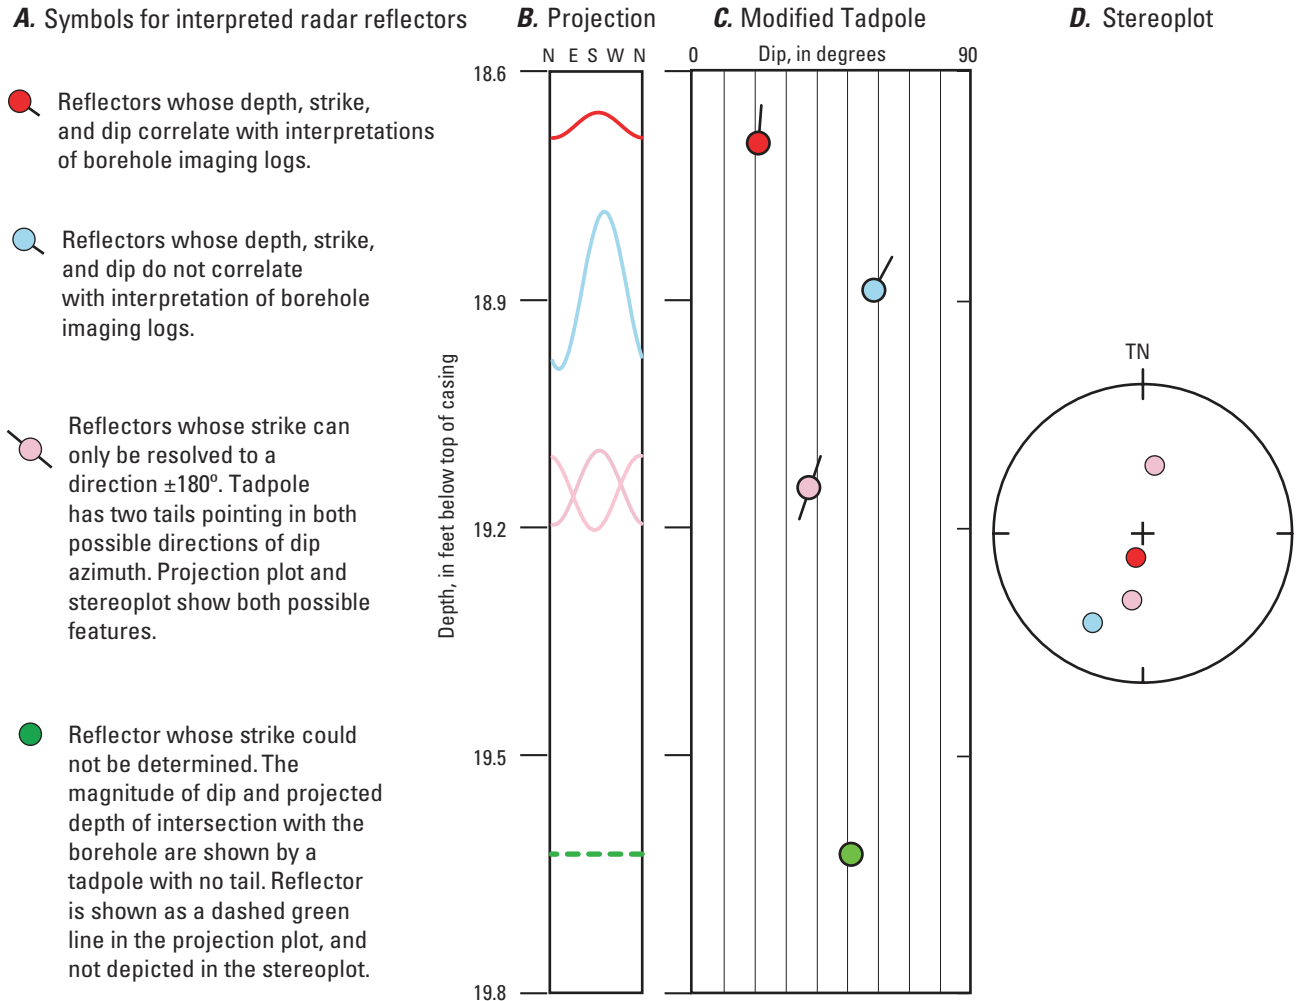 A. Symbols for interpreted radar reflectors
Reflectors whose depth, strike,
and dip correlate with interpretations
of borehole imaging logs.
Reflectors whose depth, strike,
and dip do not correlate
with interpretation of borehole
imaging logs.
Reflectors whose strike can
only be resolved to a
direction ±180º. Tadpole
has two tails pointing in both
possible directions of dip
azimuth. Projection plot and
stereoplot show both possible
features.
Reflector whose strike could
not be determined. The
magnitude of dip and projected
depth of intersection with the
borehole are shown by a
tadpole with no tail. Reflector
is shown as a dashed green
line in the projection plot, and
not depicted in the stereoplot.
B. Projection
N E S W N
18.6
18.9
19.2
19.5
19.8
Depth, in feet below top of casing
C. Modified Tadpole
0 Dip, in degrees 90
D. Stereoplot
TN